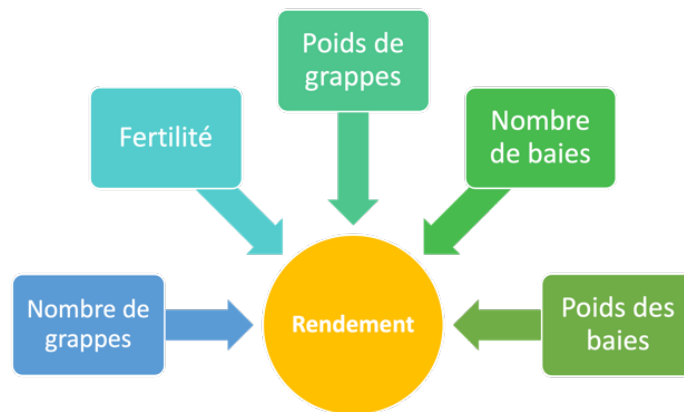 Poids de
grappes
Fertilité
Nombre
de baies
Nombre de
grappes
Rendement
Poids des
baies